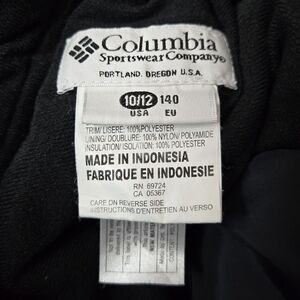 Columbia
Sportswear Company®
PORTLAND, OREGON U.S.A.
10/12 140
USA EU
TRIM/ LISERE: 100%POLYESTER
LINING/ DOUBLURE: 100% NYLON/ POLYAMIDE
INSULATION/ ISOLATION: 100% POLYESTER
MADE IN INDONESIA
FABRIQUE EN INDONESIE
RN 69724
CA 05367
CARE ON REVERSE SIDE
INSTRUCTIONS D'ENTRETIEN AU VERSO